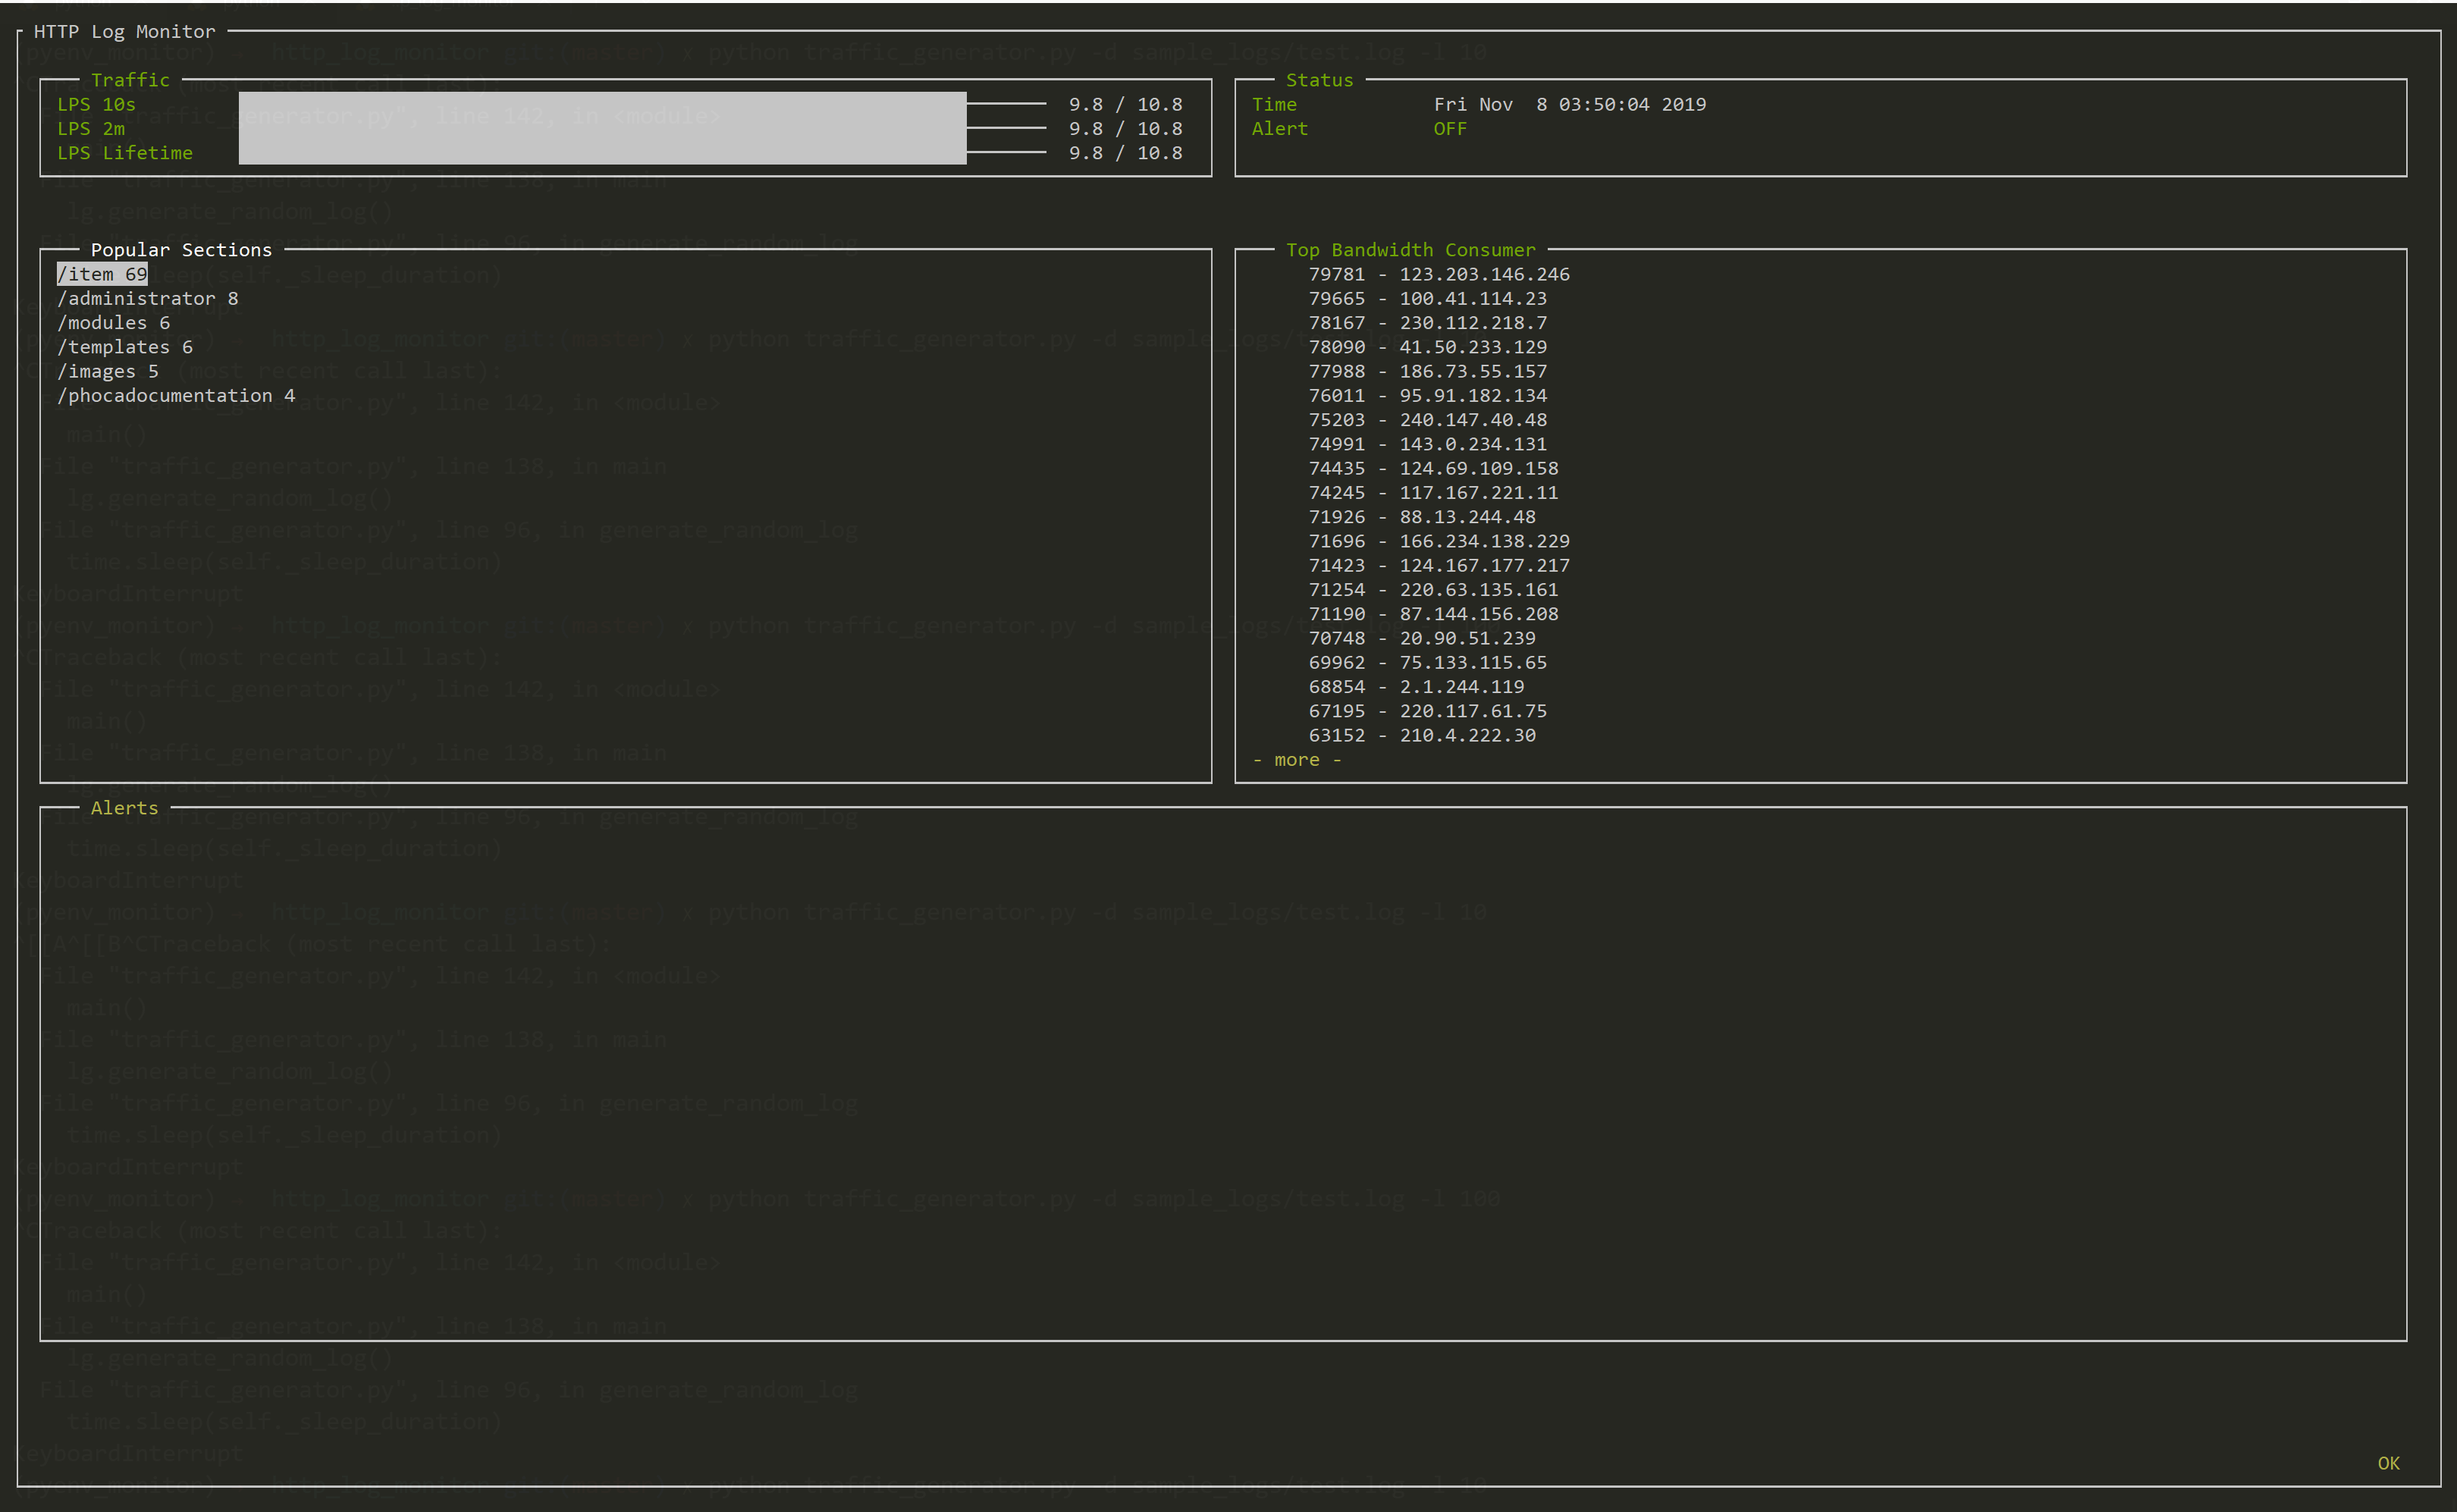 HTTP Log Monitor
Traffic
LPS 10s 9.8 / 10.8
LPS 2m 9.8 / 10.8
LPS Lifetime 9.8 / 10.8
Status
Time Fri Nov  8 03:50:04 2019
Alert OFF
Popular Sections
/item 69
/administrator 8
/modules 6
/templates 6
/images 5
/phocadocumentation 4
Top Bandwidth Consumer
79781 - 123.203.146.246
79665 - 100.41.114.23
78167 - 230.112.218.7
78090 - 41.50.233.129
77988 - 186.73.55.157
76011 - 95.91.182.134
75203 - 240.147.40.48
74991 - 143.0.234.131
74435 - 124.69.109.158
74245 - 117.167.221.11
71926 - 88.13.244.48
71696 - 166.234.138.229
71423 - 124.167.177.217
71254 - 220.63.135.161
71190 - 87.144.156.208
70748 - 20.90.51.239
69962 - 75.133.115.65
68854 - 2.1.244.119
67195 - 220.117.61.75
63152 - 210.4.222.30
- more -
Alerts
OK